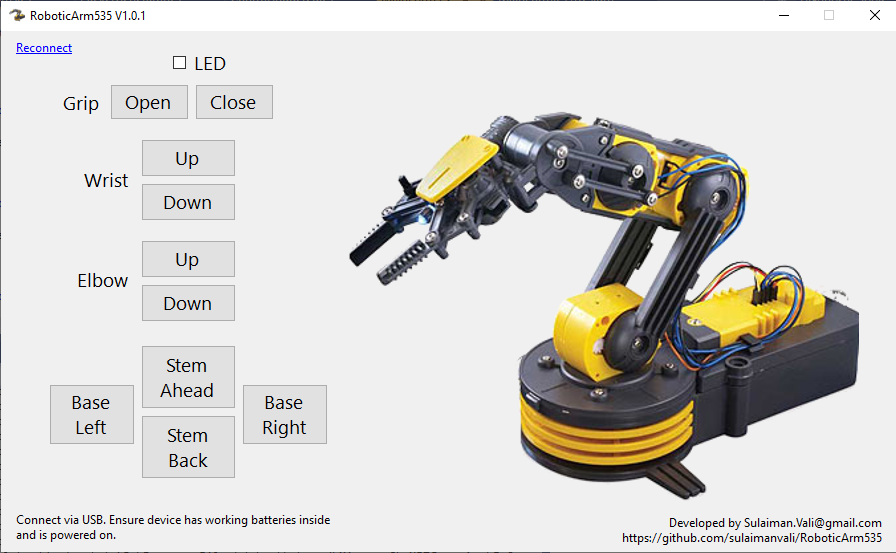 RoboticArm535 V1.0.1
Reconnect
LED
Grip
Open
Close
Wrist
Up
Down
Elbow
Up
Down
Stem
Ahead
Base
Left
Base
Right
Stem
Back
Connect via USB. Ensure device has working batteries inside
and is powered on.
Developed by Sulaiman.Vali@gmail.com
https://github.com/sulaimanvali/RoboticArm535